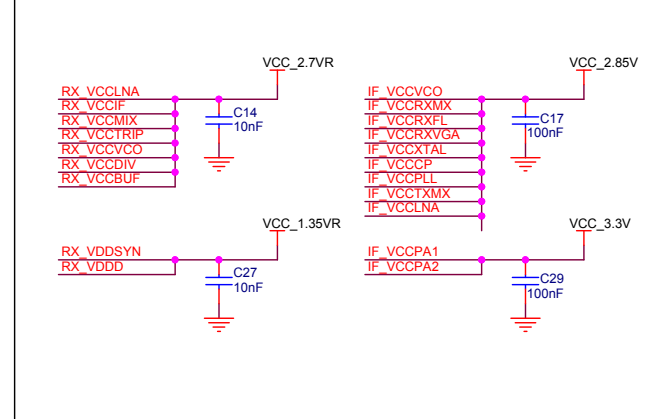 VCC_2.7VR
RX_VCCLNA
RX_VCCIF
RX_VCCMIX
RX_VCCTRIP
RX_VCCVCO
RX_VCCDIV
RX_VCCBUF
C14
10nF
VCC_2.85V
IF_VCCVCO
IF_VCCRXMX
IF_VCCRXFL
IF_VCCRXVGA
IF_VCCXTAL
IF_VCCCP
IF_VCCPLL
IF_VCCTXMX
IF_VCCLNA
C17
100nF
VCC_1.35VR
RX_VDDSYN
RX_VDDD
C27
10nF
VCC_3.3V
IF_VCCPA1
IF_VCCPA2
C29
100nF